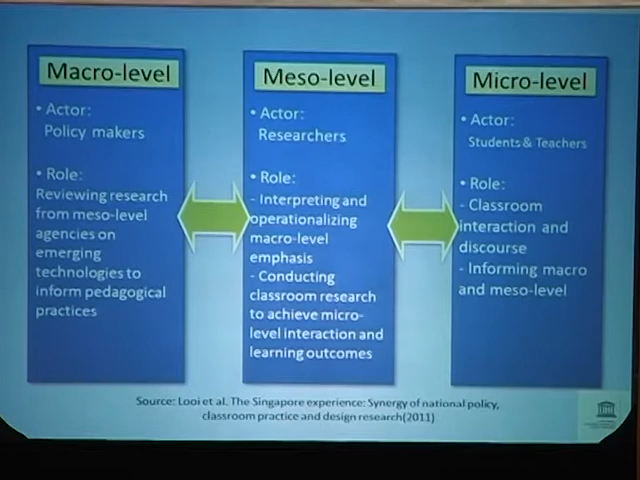 Macro-level
• Actor:
Policy makers
• Role:
Reviewing research
from meso-level
agencies on
emerging
technologies to
inform pedagogical
practices
Meso-level
• Actor:
Researchers
• Role:
- Interpreting and
operationalizing
macro-level
emphasis
- Conducting
classroom research
to achieve micro-
level interaction and
learning outcomes
Micro-level
• Actor:
Students & Teachers
• Role:
- Classroom
interaction and
discourse
- Informing macro
and meso-level
Source: Looi et al. The Singapore experience: Synergy of national policy,
classroom practice and design research(2011)